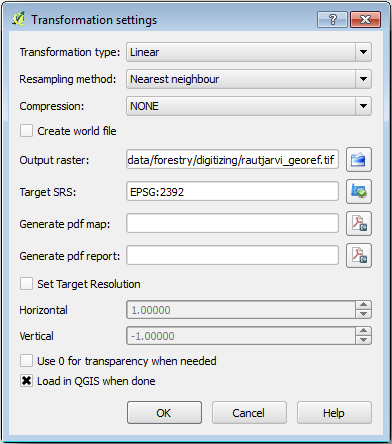 Transformation settings
Transformation type: Linear
Resampling method: Nearest neighbour
Compression: NONE
Create world file
Output raster: data/forestry/digitizing/rautjarvi_georef.tif
Target SRS: EPSG:2392
Generate pdf map:
Generate pdf report:
Set Target Resolution
Horizontal 1.00000
Vertical -1.00000
Use 0 for transparency when needed
Load in QGIS when done
OK Cancel Help